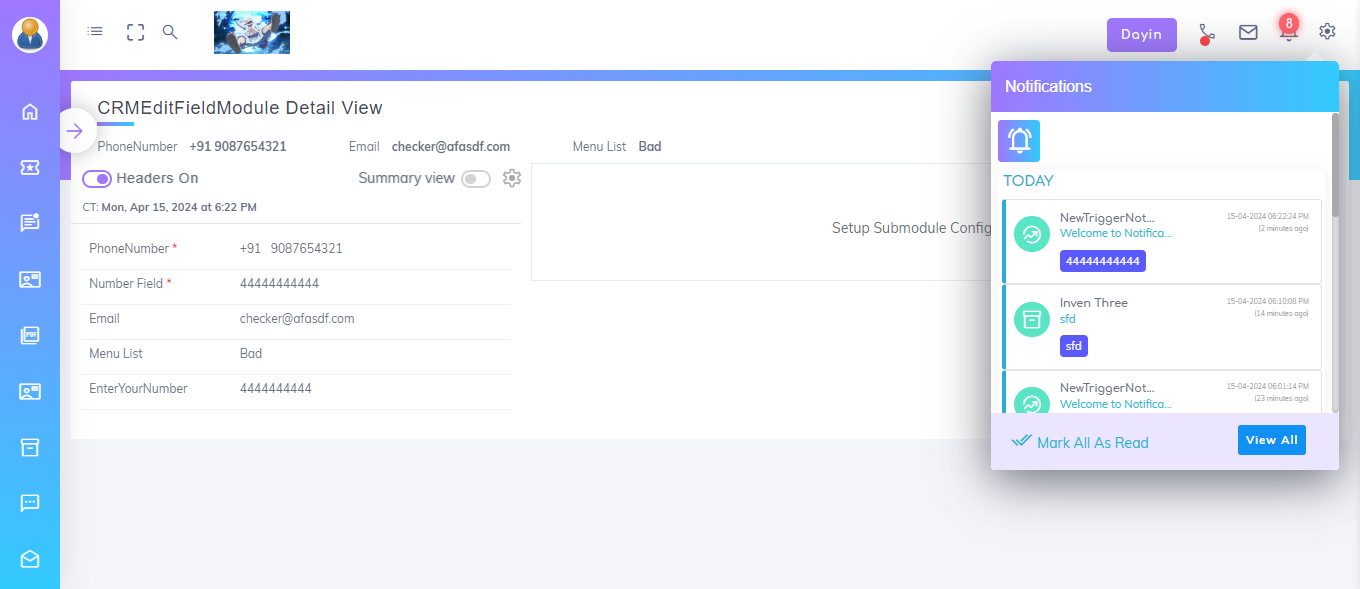 Dayin
8
CRMEditFieldModule Detail View
PhoneNumber +91 9087654321 Email checker@afasdf.com Menu List Bad
Headers On Summary view
CT: Mon, Apr 15, 2024 at 6:22 PM
PhoneNumber * +91 9087654321
Number Field * 44444444444
Email checker@afasdf.com
Menu List Bad
EnterYourNumber 4444444444
Setup Submodule Config
PDF
Notifications
TODAY
NewTriggerNot... 15-04-2024 06:22:24 PM
Welcome to Notifica... (2 minutes ago)
44444444444
Inven Three 15-04-2024 06:10:08 PM
sfd (14 minutes ago)
sfd
NewTriggerNot... 15-04-2024 06:01:14 PM
Welcome to Notifica... (23 minutes ago)
Mark All As Read View All